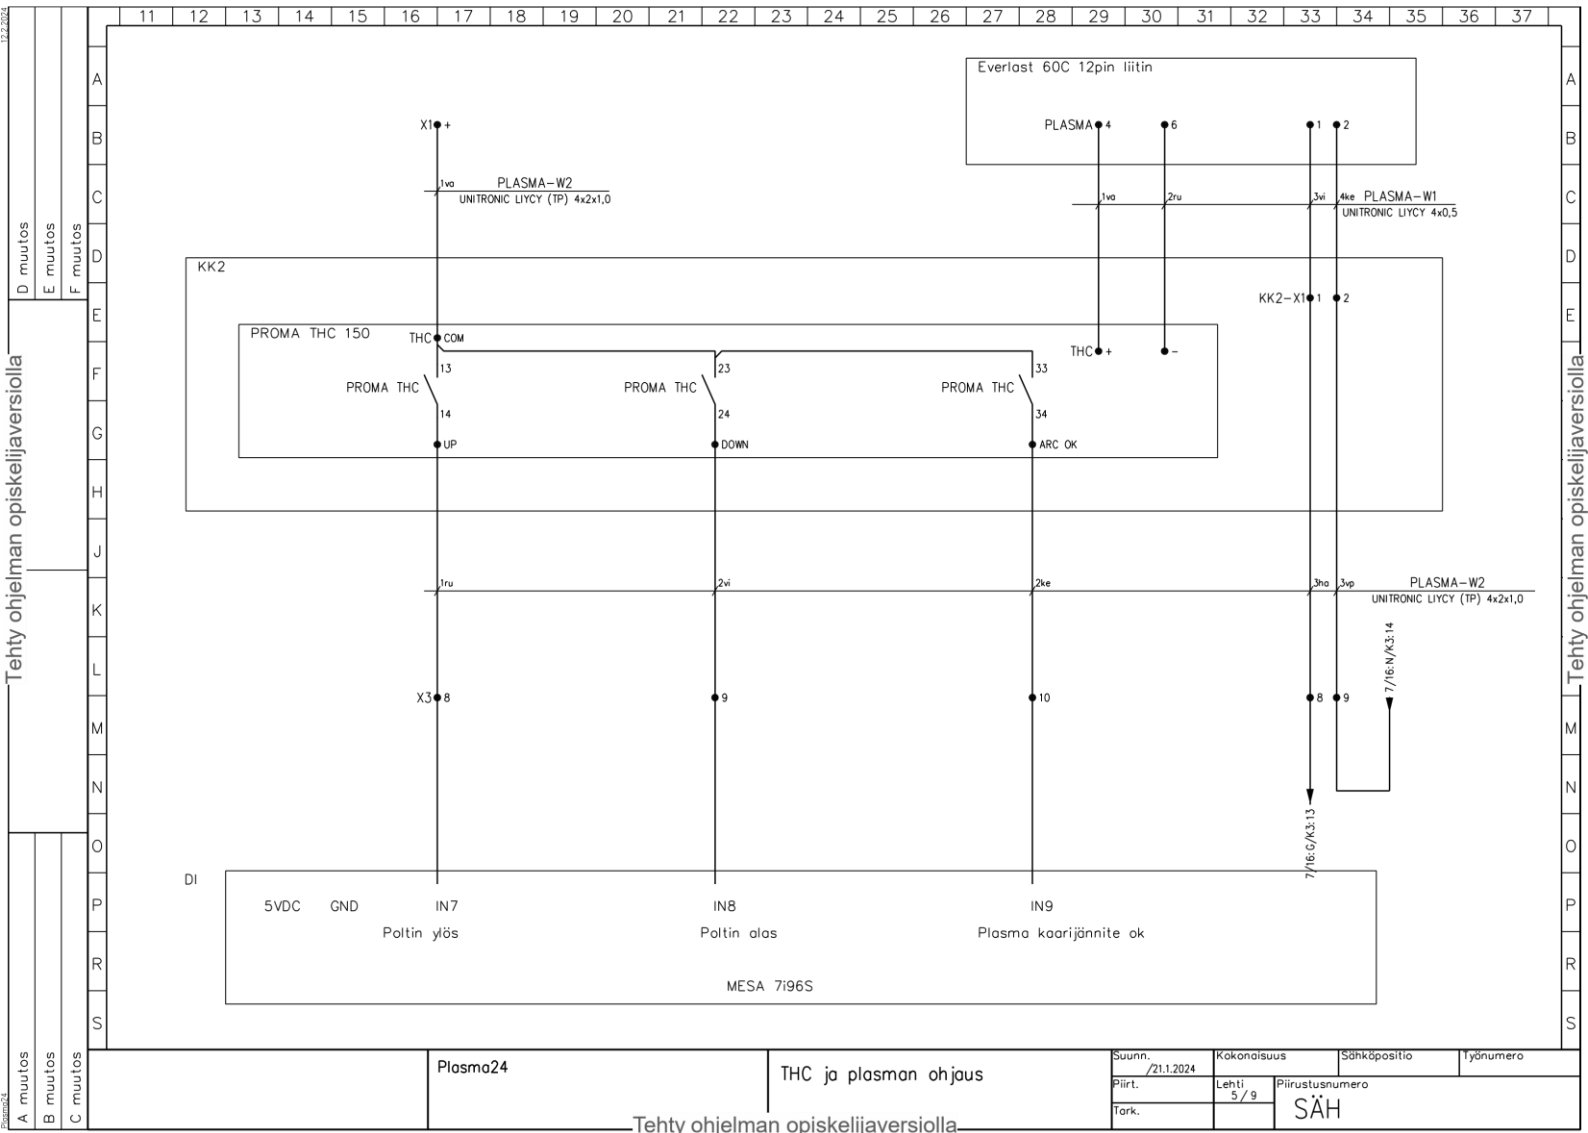 12.2.2024
11 12 13 14 15 16 17 18 19 20 21 22 23 24 25 26 27 28 29 30 31 32 33 34 35 36 37
A A
Everlast 60C 12pin liitin
B B
X1 + PLASMA 4 6 1 2
C C
1va PLASMA-W2
UNITRONIC LIYCY (TP) 4x2x1,0
1va 2ru 3vi 4ke PLASMA-W1
UNITRONIC LIYCY 4x0,5
D muutos
E muutos
F muutos
D D
KK2
E E
KK2-X1 1 2
PROMA THC 150
THC COM
THC + -
F F
13 23 33
PROMA THC PROMA THC PROMA THC
14 24 34
G G
UP DOWN ARC OK
H H
Tehty ohjelman opiskelijaversiolla
Tehty ohjelman opiskelijaversiolla
J
K K
1ru 2vi 2ke 3ha 3vp PLASMA-W2
UNITRONIC LIYCY (TP) 4x2x1,0
L
7/16:N/K3:14
X3 8 9 10 8 9
M M
N N
O O
7/16:G/K3:13
DI
P P
5VDC GND IN7 IN8 IN9
Poltin ylös Poltin alas Plasma kaarijännite ok
R R
MESA 7i96S
S S
A muutos
B muutos
C muutos
Plasma24
Plasma24
THC ja plasman ohjaus
Suunn. Kokonaisuus Sähköpositio Työnumero
/21.1.2024
Piirt. Lehti Piirustusnumero
5/9
Tark. SÄH
Tehty ohjelman opiskelijaversiolla